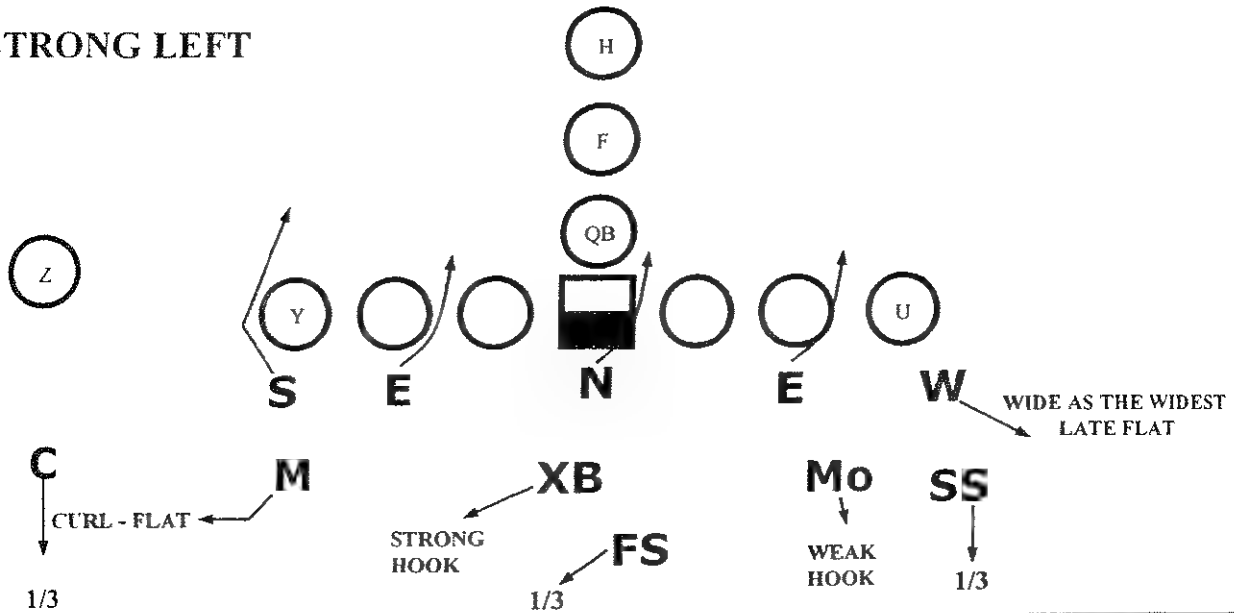 TRONG LEFT
H
F
QB
Z
Y
U
S E N E W
WIDE AS THE WIDEST
LATE FLAT
C M XB Mo SS
CURL - FLAT
STRONG
HOOK
FS
WEAK
HOOK
1/3
1/3
1/3